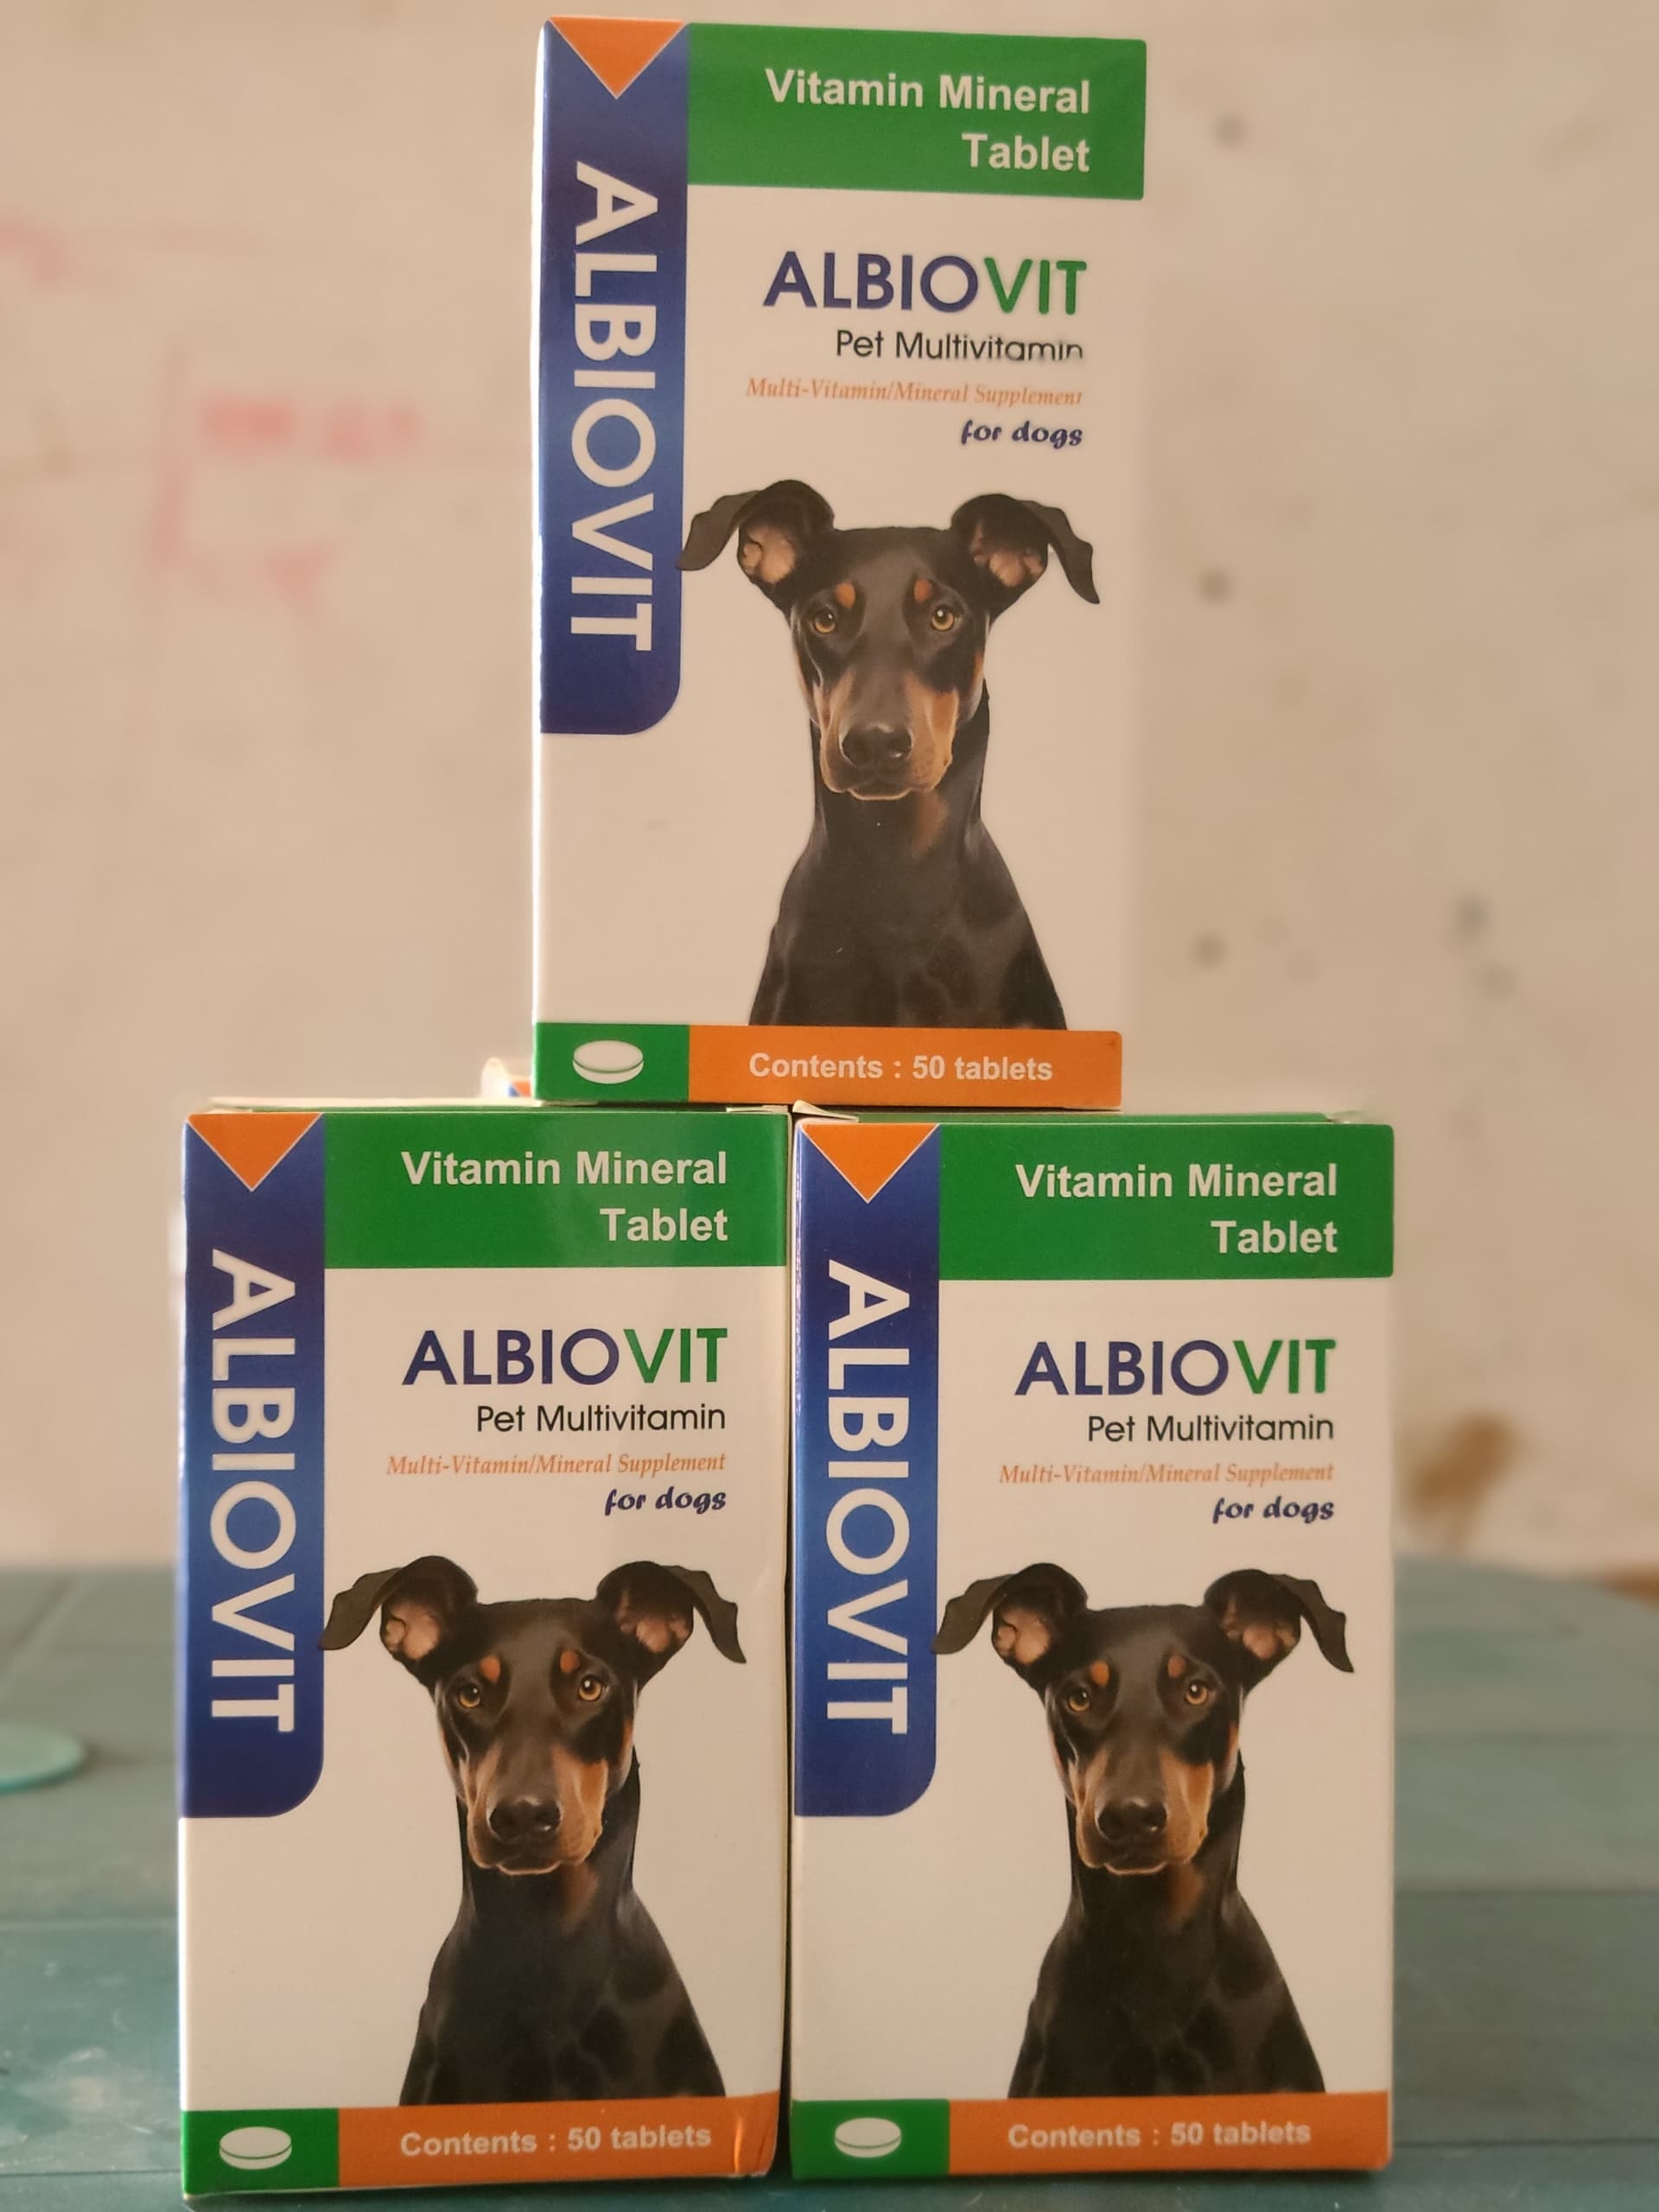 Vitamin Mineral
Tablet
ALBIOVIT
ALBIOVIT
Pet Multivitamin
Multi-Vitamin/Mineral Supplement
for dogs
Contents : 50 tablets
Vitamin Mineral
Tablet
ALBIOVIT
ALBIOVIT
Pet Multivitamin
Multi-Vitamin/Mineral Supplement
for dogs
Contents : 50 tablets
Vitamin Mineral
Tablet
ALBIOVIT
ALBIOVIT
Pet Multivitamin
Multi-Vitamin/Mineral Supplement
for dogs
Contents : 50 tablets